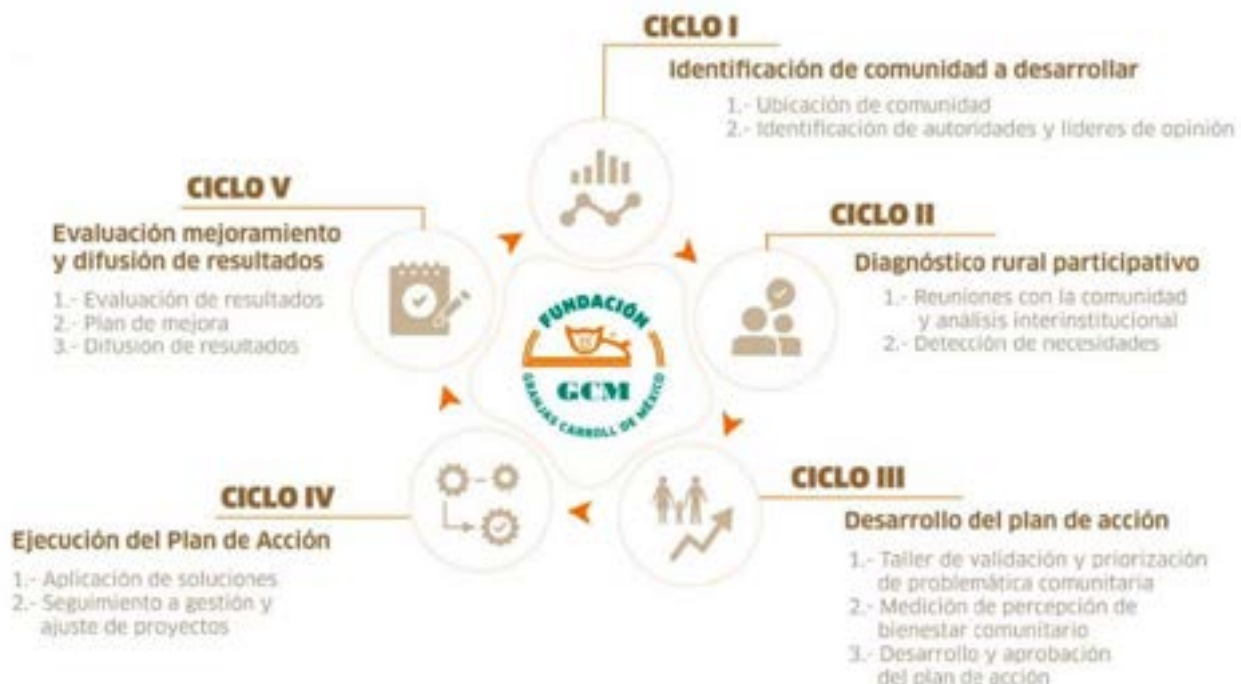 CICLO I
Identificación de comunidad a desarrollar
1.- Ubicación de comunidad
2.- Identificación de autoridades y líderes de opinión
CICLO II
Diagnóstico rural participativo
1.- Reuniones con la comunidad
y análisis interinstitucional
2.- Detección de necesidades
CICLO III
Desarrollo del plan de acción
1.- Taller de validación y priorización
de problemática comunitaria
2.- Medición de percepción de
bienestar comunitario
3.- Desarrollo y aprobación
del plan de acción
CICLO IV
Ejecución del Plan de Acción
1.- Aplicación de soluciones
2.- Seguimiento a gestión y
ajuste de proyectos
CICLO V
Evaluación mejoramiento
y difusión de resultados
1.- Evaluación de resultados
2.- Plan de mejora
3.- Difusión de resultados
FUNDACIÓN
GCM
GRANJAS CARROLL DE MÉXICO